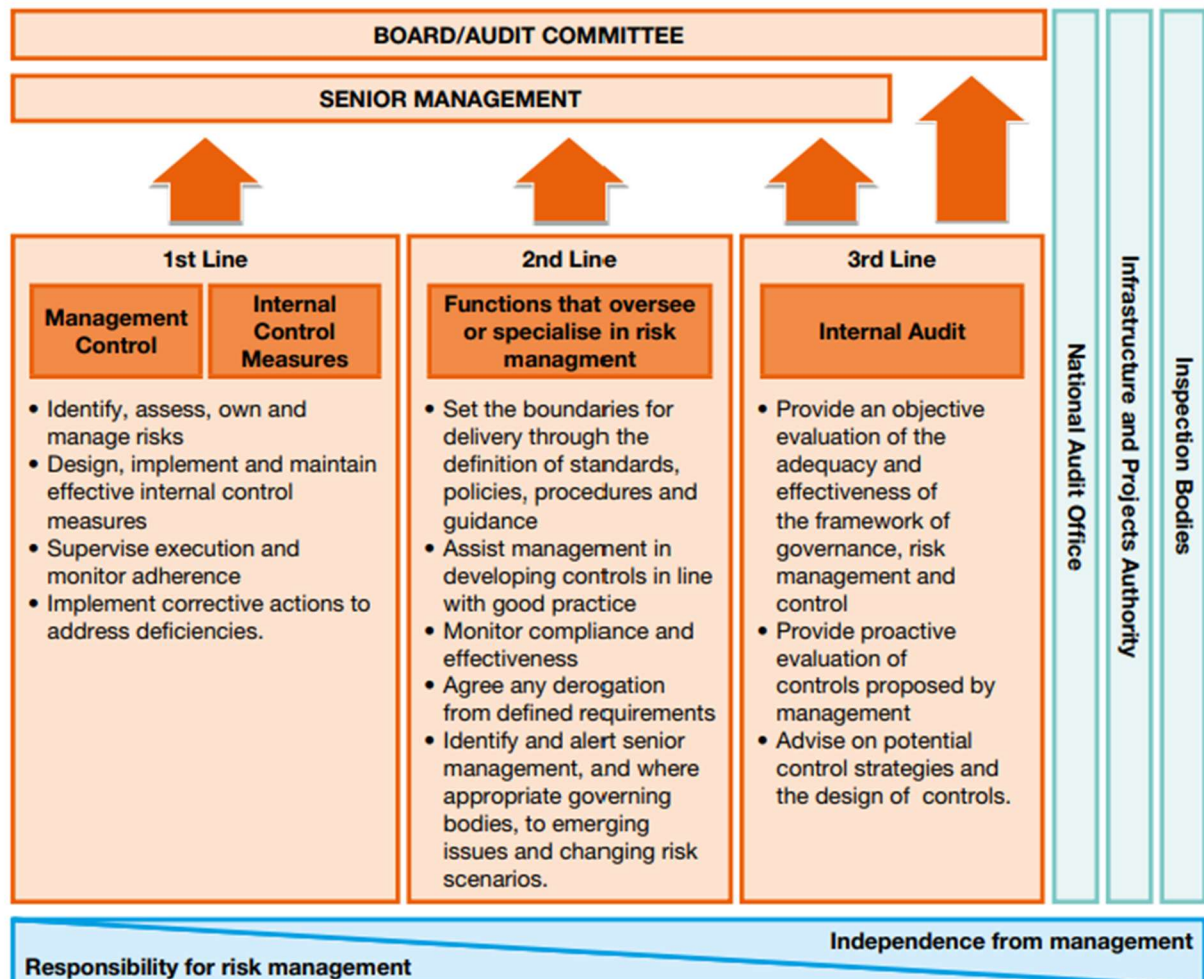 BOARD/AUDIT COMMITTEE
SENIOR MANAGEMENT
1st Line
Management
Control
Internal
Control
Measures
• Identify, assess, own and
manage risks
• Design, implement and maintain
effective internal control
measures
• Supervise execution and
monitor adherence
• Implement corrective actions to
address deficiencies.
2nd Line
Functions that oversee
or specialise in risk
managment
• Set the boundaries for
delivery through the
definition of standards,
policies, procedures and
guidance
• Assist management in
developing controls in line
with good practice
• Monitor compliance and
effectiveness
• Agree any derogation
from defined requirements
• Identify and alert senior
management, and where
appropriate governing
bodies, to emerging
issues and changing risk
scenarios.
3rd Line
Internal Audit
• Provide an objective
evaluation of the
adequacy and
effectiveness of
the framework of
governance, risk
management and
control
• Provide proactive
evaluation of
controls proposed by
management
• Advise on potential
control strategies and
the design of controls.
National Audit Office
Infrastructure and Projects Authority
Inspection Bodies
Independence from management
Responsibility for risk management